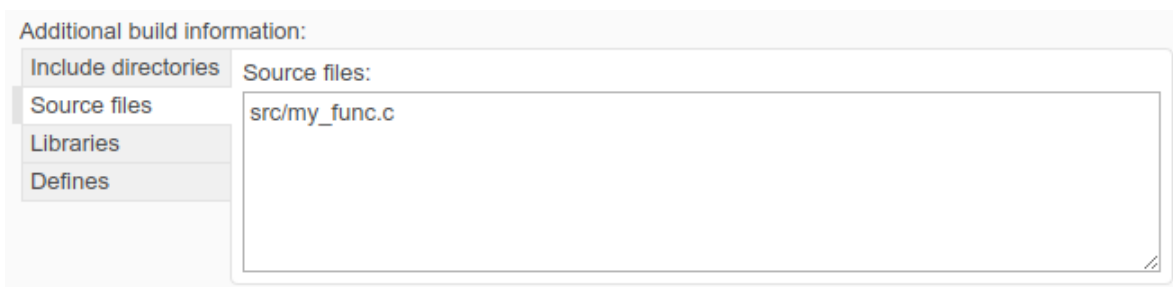 Additional build information:
Include directories
Source files
Libraries
Defines
Source files:
src/my_func.c